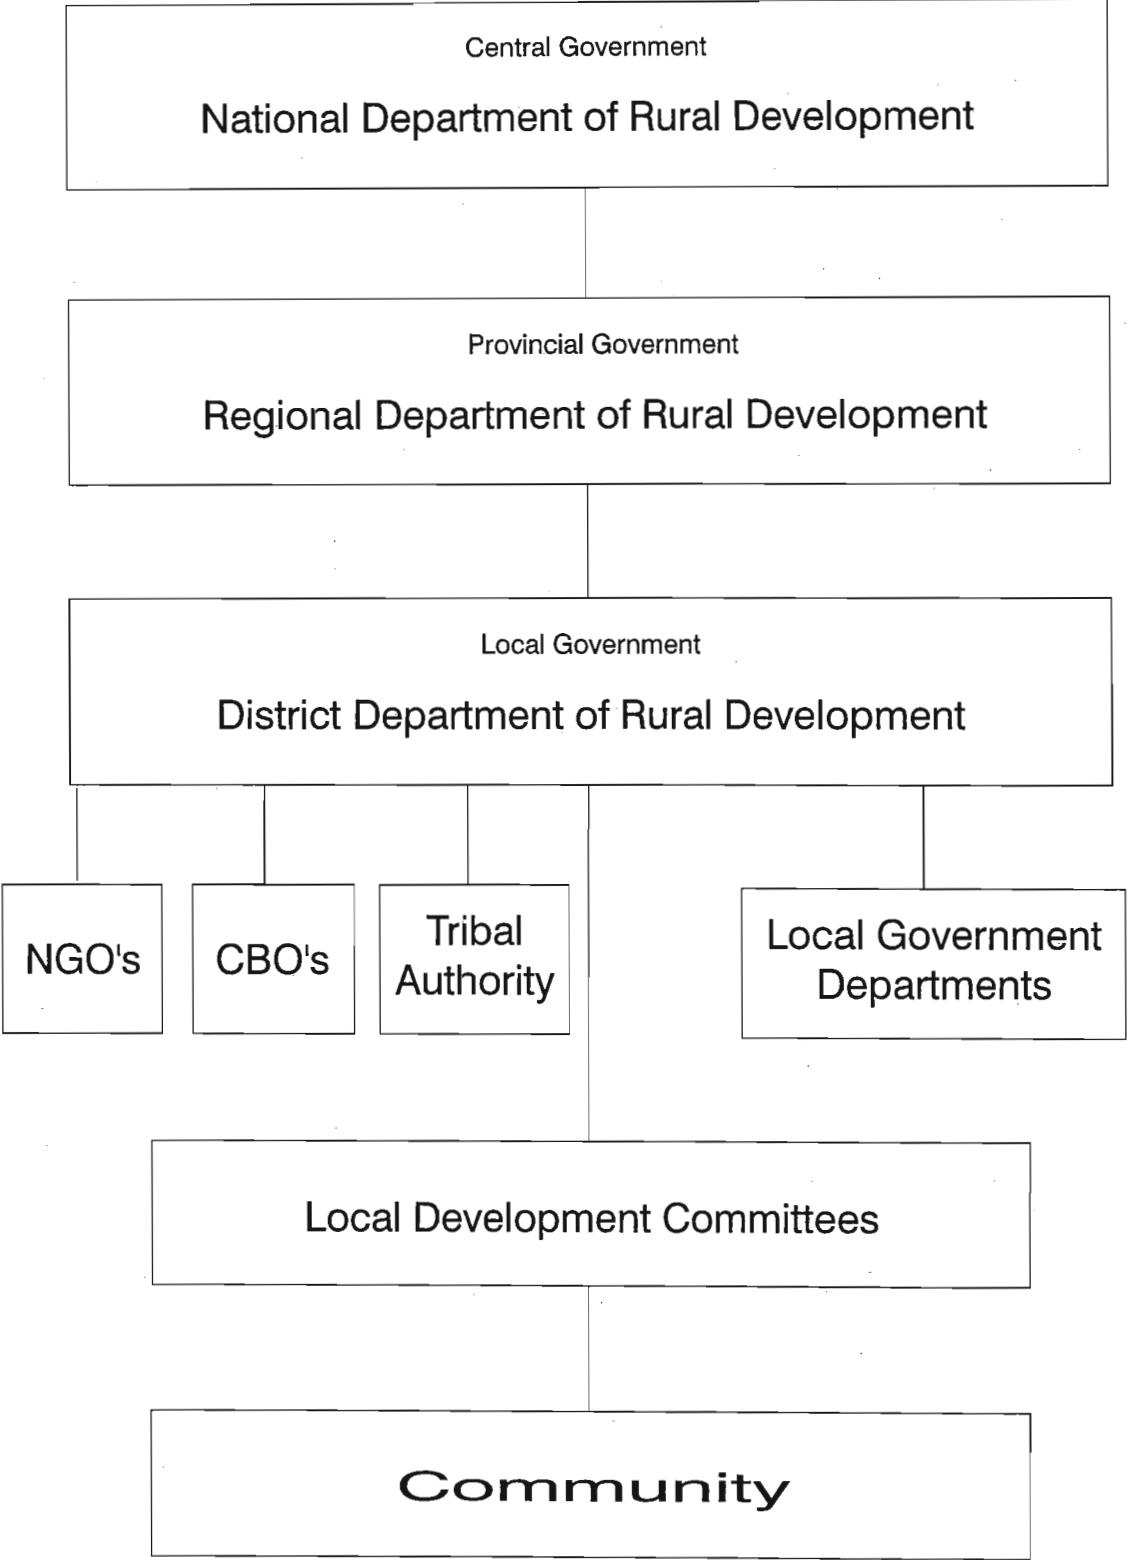 Central Government
National Department of Rural Development
Provincial Government
Regional Department of Rural Development
Local Government
District Department of Rural Development
NGO's
CBO's
Tribal
Authority
Local Government
Departments
Local Development Committees
Community